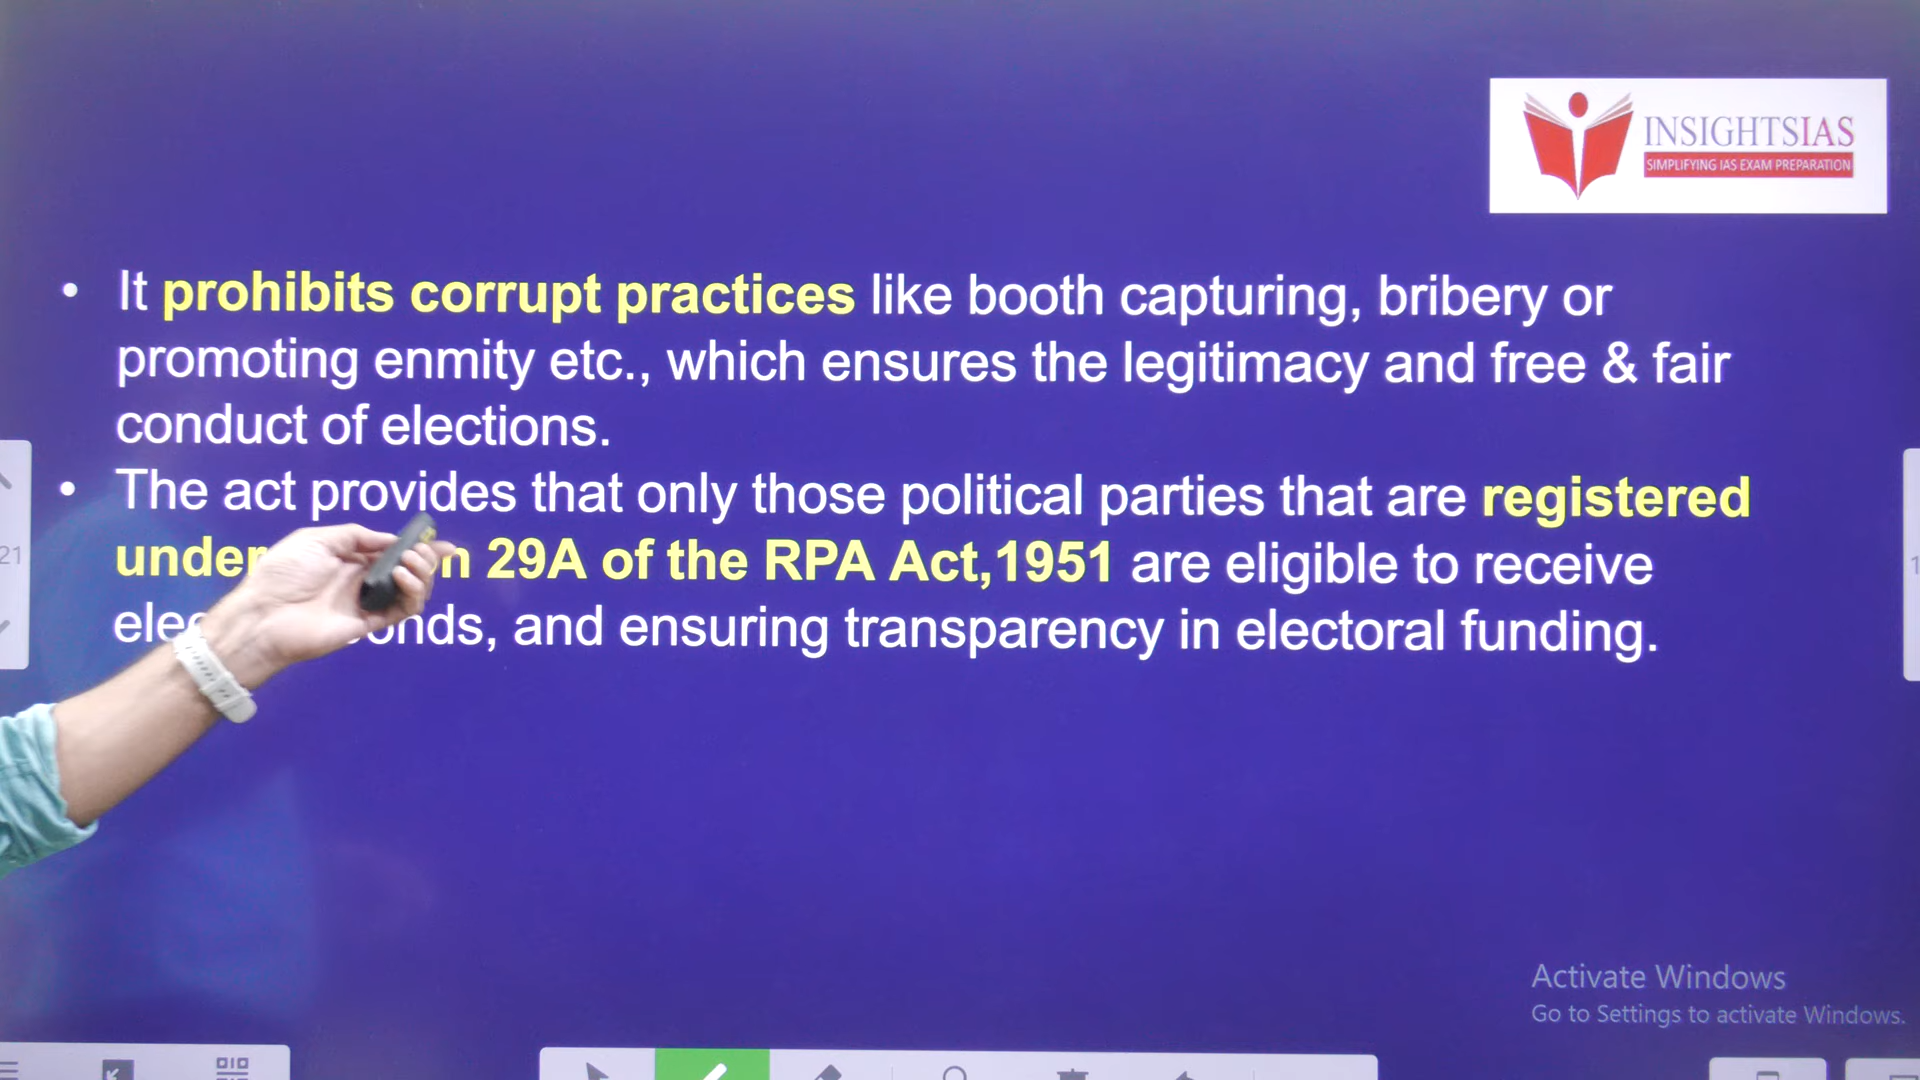 INSIGHTSIAS
SIMPLIFYING IAS EXAM PREPARATION
• It prohibits corrupt practices like booth capturing, bribery or
promoting enmity etc., which ensures the legitimacy and free & fair
conduct of elections.
• The act provides that only those political parties that are registered
under 29A of the RPA Act,1951 are eligible to receive
and ensuring transparency in electoral funding.
21
Activate Windows
Go to Settings to activate Windows.